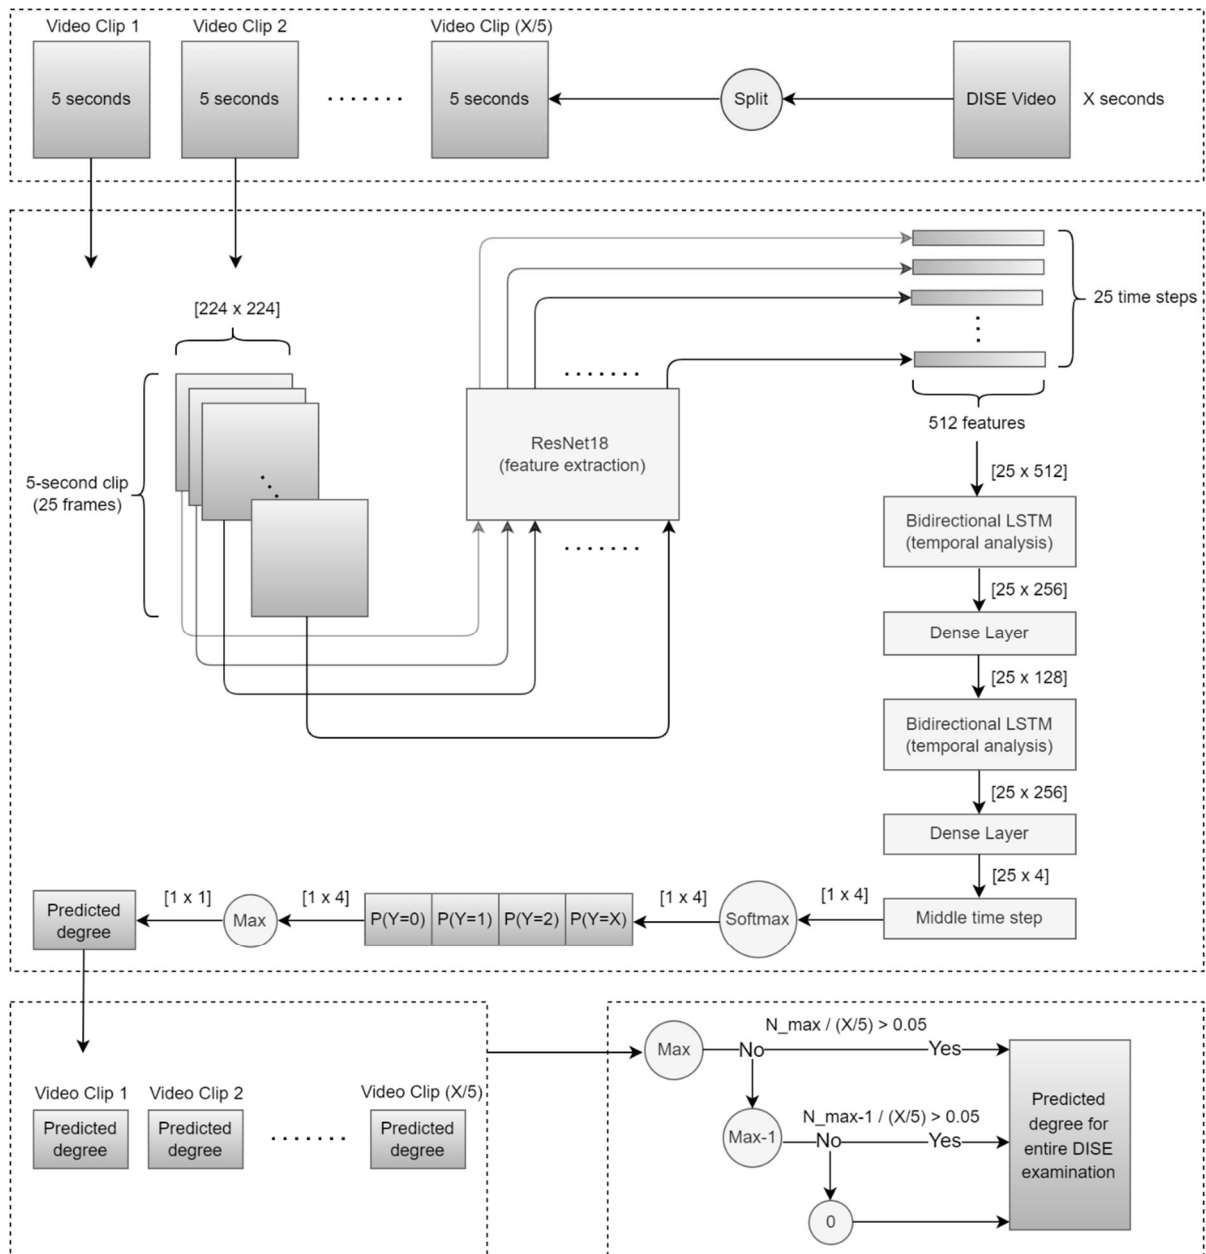 Video Clip 1
Video Clip 2
Video Clip (X/5)
5 seconds
5 seconds
.......
5 seconds
Split
DISE Video
X seconds
[224 x 224]
5-second clip
(25 frames)
ResNet18
(feature extraction)
25 time steps
512 features
[25 x 512]
Bidirectional LSTM
(temporal analysis)
[25 x 256]
Dense Layer
[25 x 128]
Bidirectional LSTM
(temporal analysis)
[25 x 256]
Dense Layer
[25 x 4]
Middle time step
[1 x 4]
Softmax
[1 x 4]
P(Y=0)
P(Y=1)
P(Y=2)
P(Y=X)
[1 x 4]
Max
[1 x 1]
Predicted
degree
Video Clip 1
Video Clip 2
Video Clip (X/5)
Predicted
degree
Predicted
degree
.......
Predicted
degree
Max
No
N_max / (X/5) > 0.05
Yes
Max-1
No
N_max-1 / (X/5) > 0.05
Yes
0
Predicted
degree for
entire DISE
examination